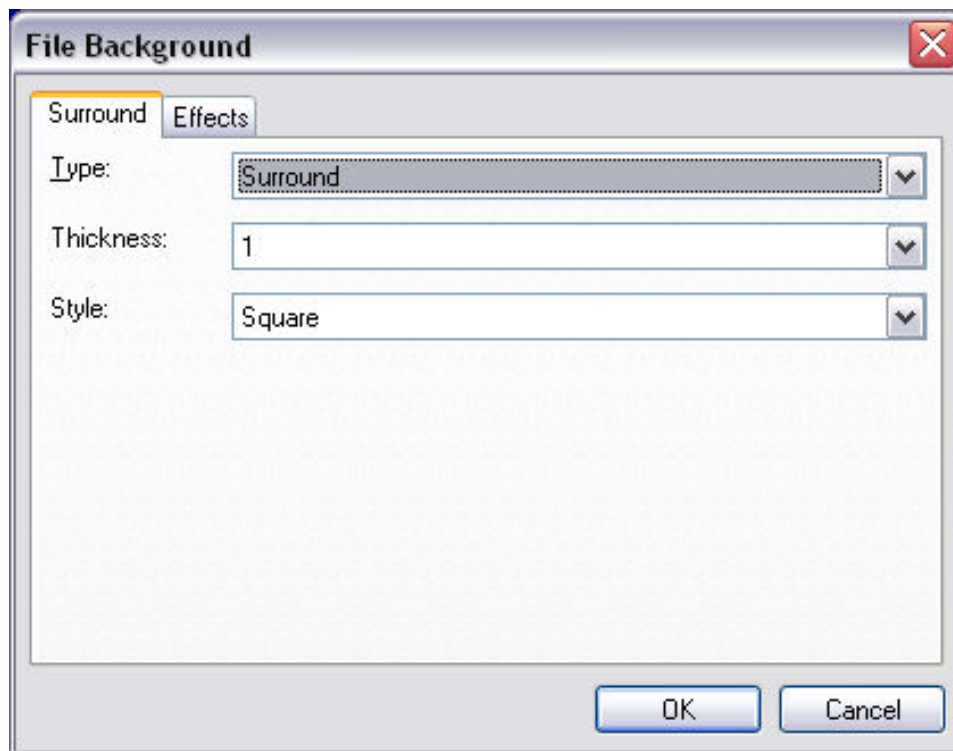 File Background
Surround Effects
Type: Surround
Thickness: 1
Style: Square
OK Cancel